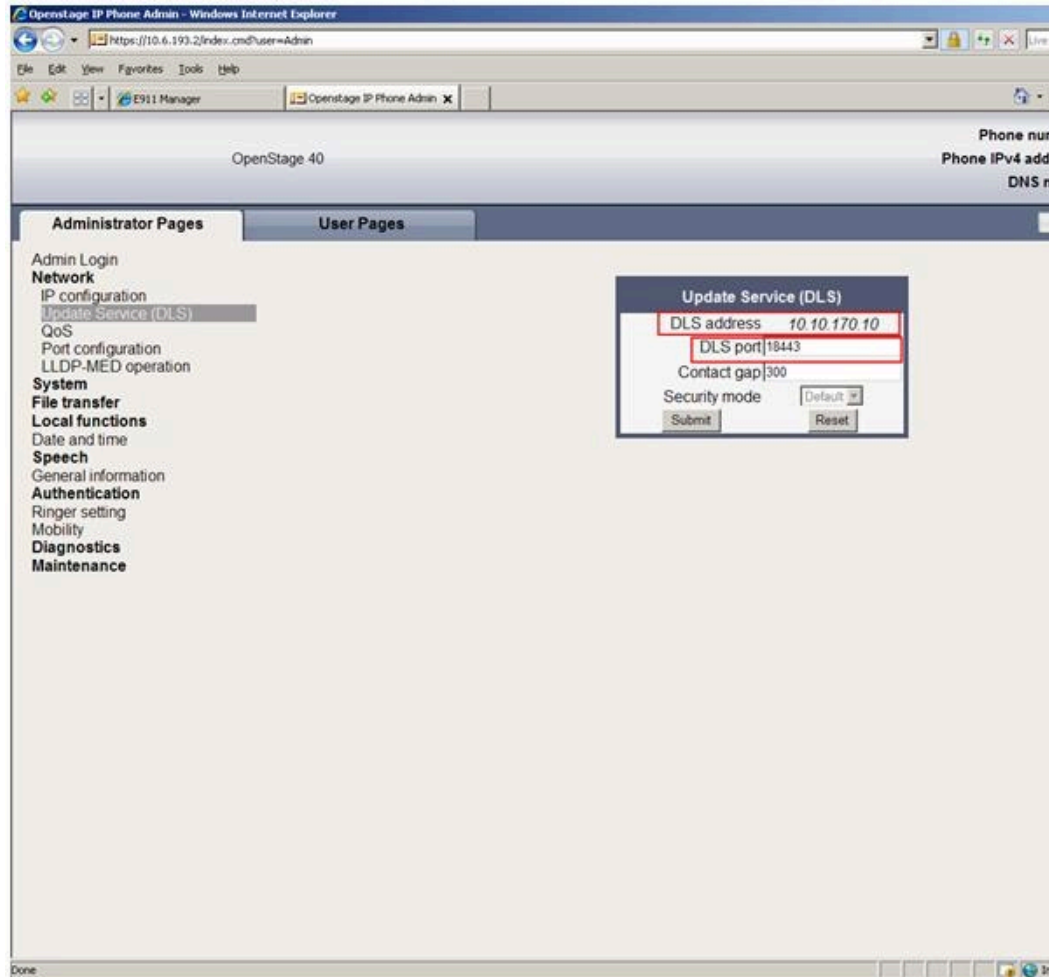 Openstage IP Phone Admin - Windows Internet Explorer
https://10.6.193.2/index.cmd?user=Admin
Live
File Edit View Favorites Tools Help
E911 Manager
Openstage IP Phone Admin
OpenStage 40
Phone nu
Phone IPv4 add
DNS
Administrator Pages
User Pages
Admin Login
Network
IP configuration
Update Service (DLS)
QoS
Port configuration
LLDP-MED operation
System
File transfer
Local functions
Date and time
Speech
General information
Authentication
Ringer setting
Mobility
Diagnostics
Maintenance
Update Service (DLS)
DLS address 10.10.170.10
DLS port 18443
Contact gap 300
Security mode Default
Submit Reset
Done